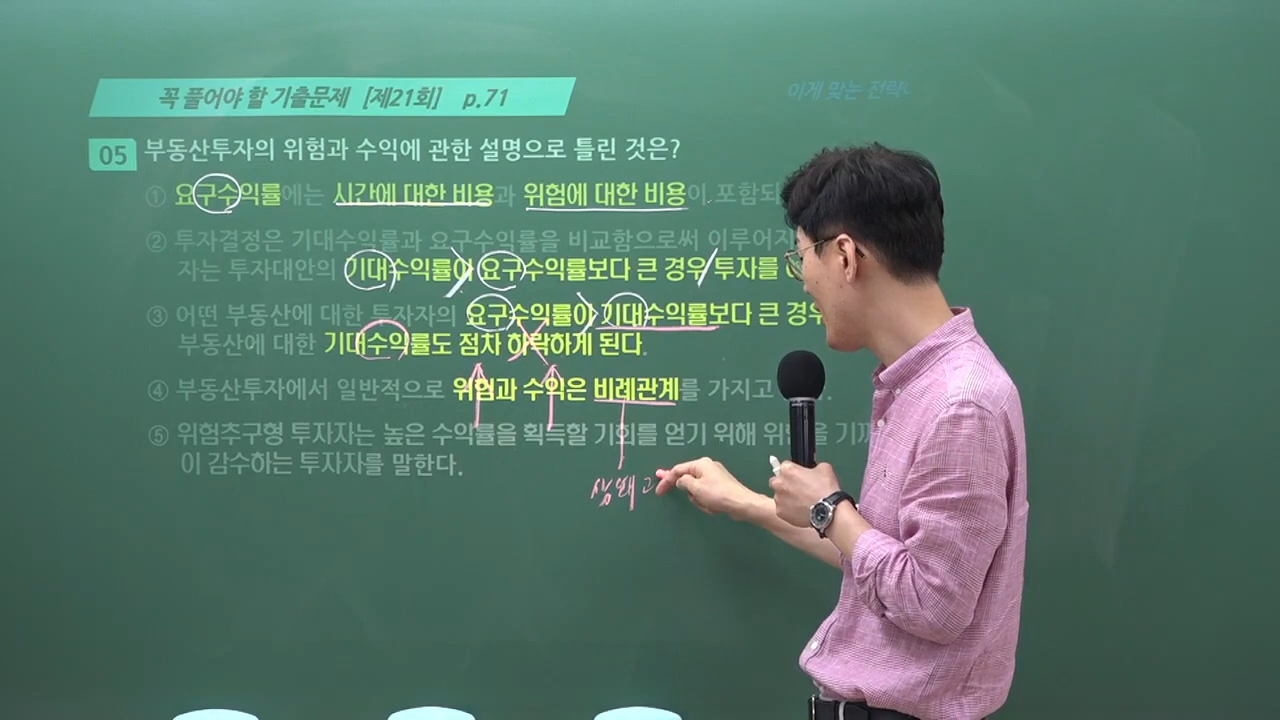 꼭 풀어야 할 기출문제 [제21회] p.71
이게 맞는 전략
05 부동산투자의 위험과 수익에 관한 설명으로 틀린 것은?
① 요구수익률에는 시간에 대한 비용과 위험에 대한 비용이 포함되
② 투자결정은 기대수익률과 요구수익률을 비교함으로써 이루어지
자는 투자대안의 기대수익률이 요구수익률보다 큰 경우 투자를
③ 어떤 부동산에 대한 투자자의 요구수익률이 기대수익률보다 큰 경우
부동산에 대한 기대수익률도 점차 하락하게 된다.
④ 부동산투자에서 일반적으로 위험과 수익은 비례관계를 가지고
⑤ 위험추구형 투자자는 높은 수익률을 획득할 기회를 얻기 위해 위험을 기꺼
이 감수하는 투자자를 말한다.
상쇄